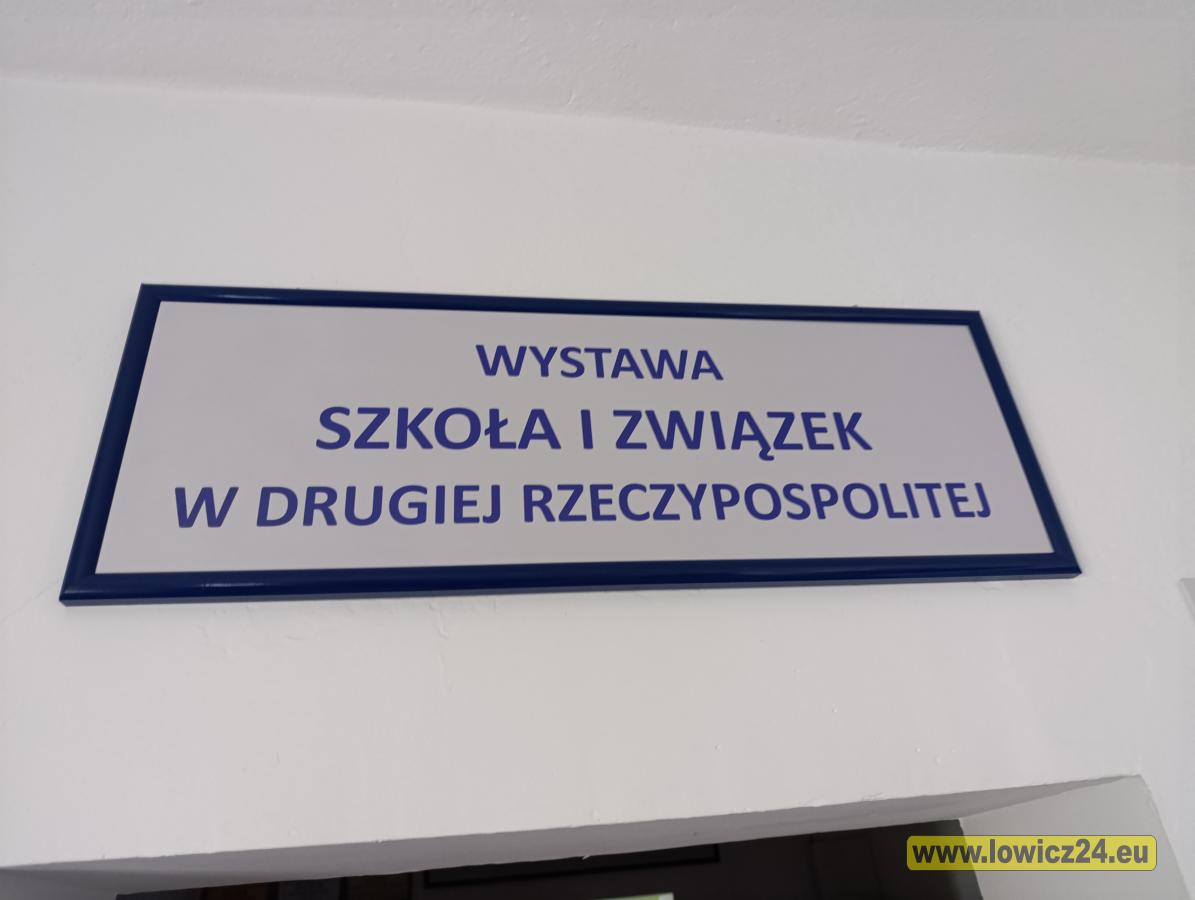 WYSTAWA
SZKOŁA I ZWIĄZEK
W DRUGIEJ RZECZYPOSPOLITEJ
www.lowicz24.eu